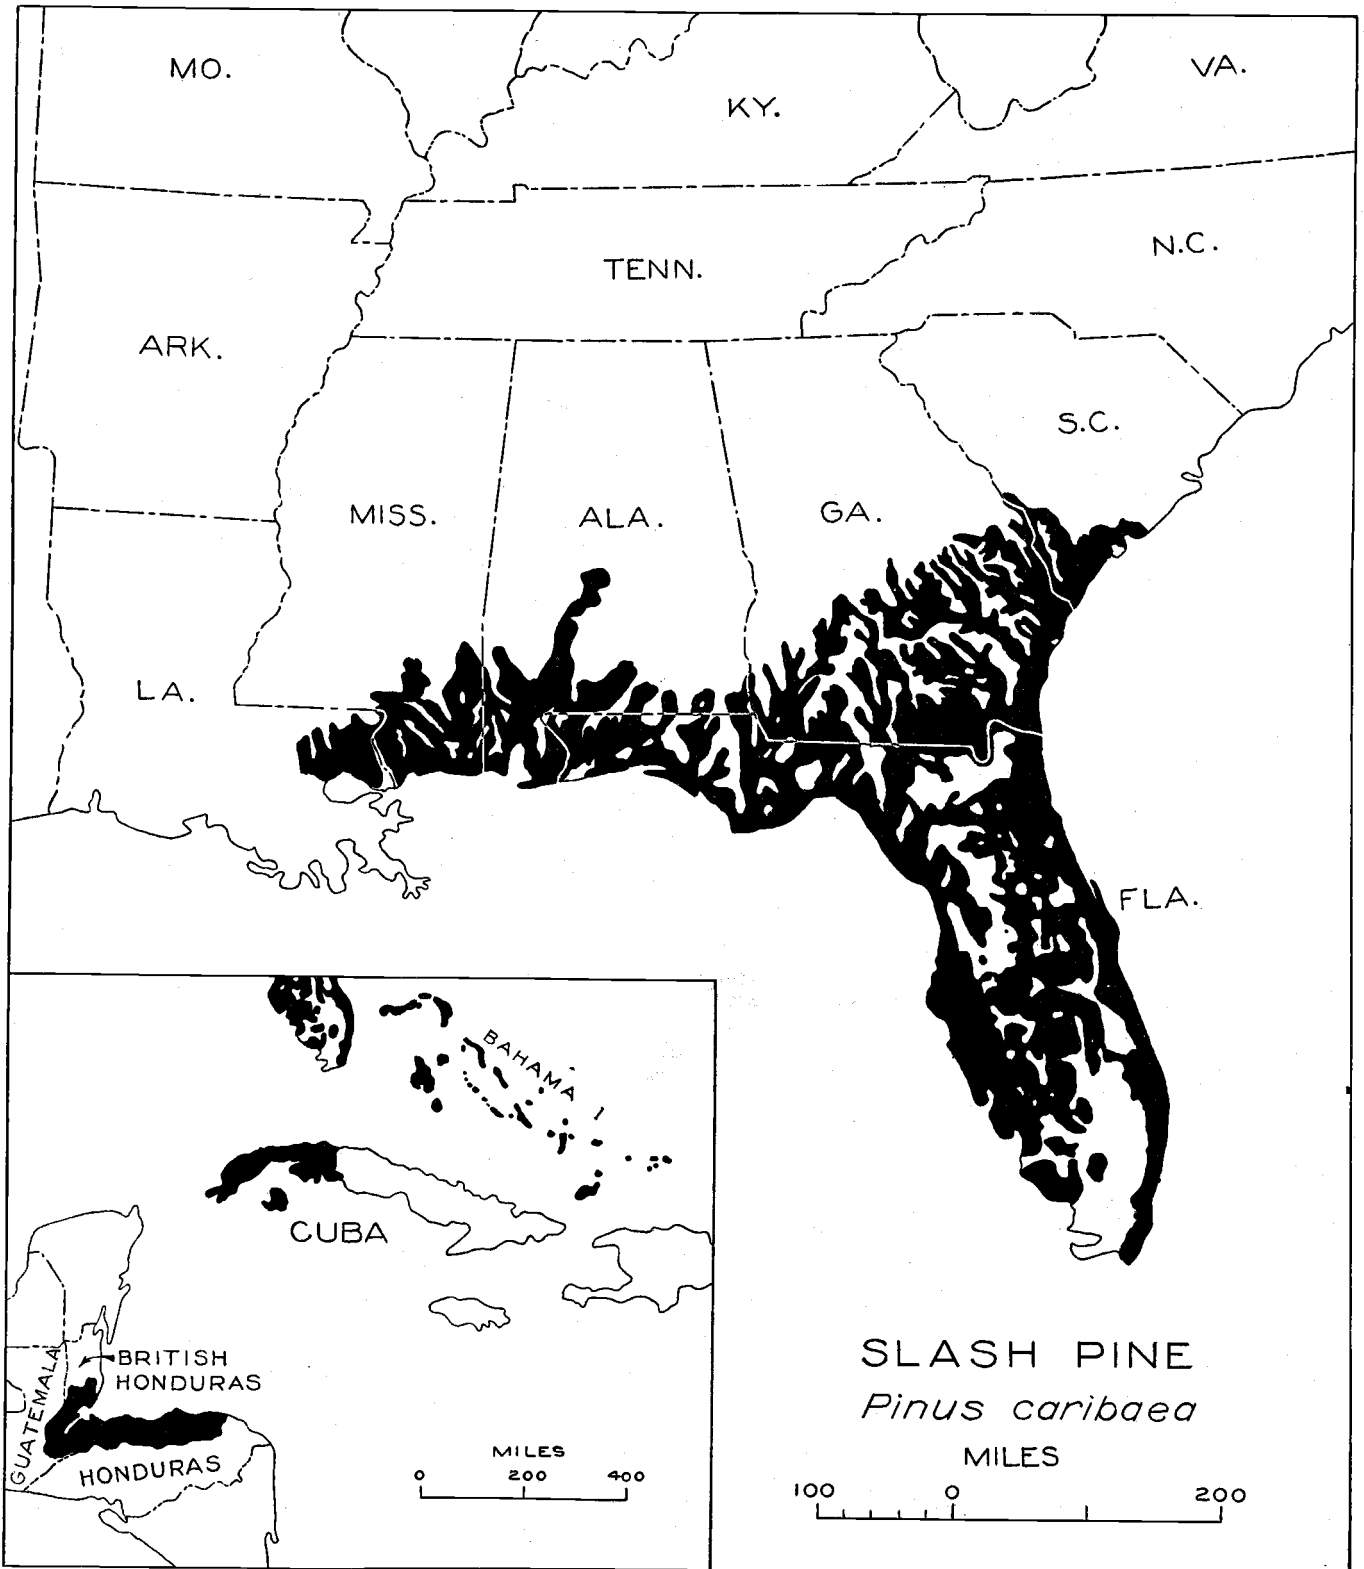 MO.
VA.
KY.
N.C.
TENN.
ARK.
S.C.
MISS.
ALA.
GA.
LA.
FLA.
BAHAMA I
CUBA
BRITISH
HONDURAS
GUATEMALA
HONDURAS
MILES
0 200 400
SLASH PINE
Pinus caribaea
MILES
100 0 200